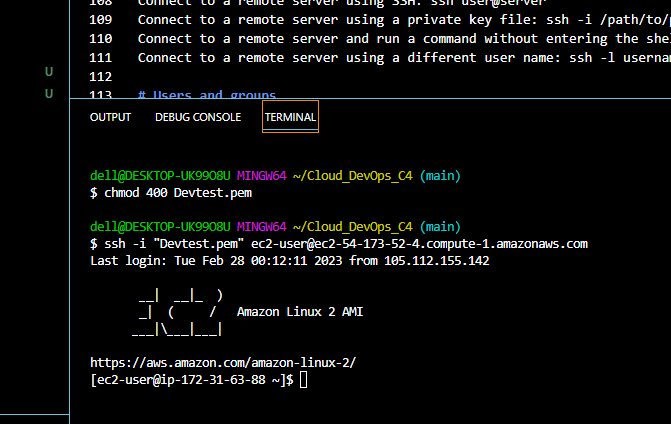 108 Connect to a remote server using SSH: ssh user@server
109 Connect to a remote server using a private key file: ssh -i /path/to/p
110 Connect to a remote server and run a command without entering the she
111 Connect to a remote server using a different user name: ssh -l userna
112
113 # Users and groups
U
U
OUTPUT DEBUG CONSOLE TERMINAL
dell@DESKTOP-UK99O8U MINGW64 ~/Cloud_DevOps_C4 (main)
$ chmod 400 Devtest.pem
dell@DESKTOP-UK99O8U MINGW64 ~/Cloud_DevOps_C4 (main)
$ ssh -i "Devtest.pem" ec2-user@ec2-54-173-52-4.compute-1.amazonaws.com
Last login: Tue Feb 28 00:12:11 2023 from 105.112.155.142
__| __|_ )
_| ( / Amazon Linux 2 AMI
___|\___|___|
https://aws.amazon.com/amazon-linux-2/
[ec2-user@ip-172-31-63-88 ~]$